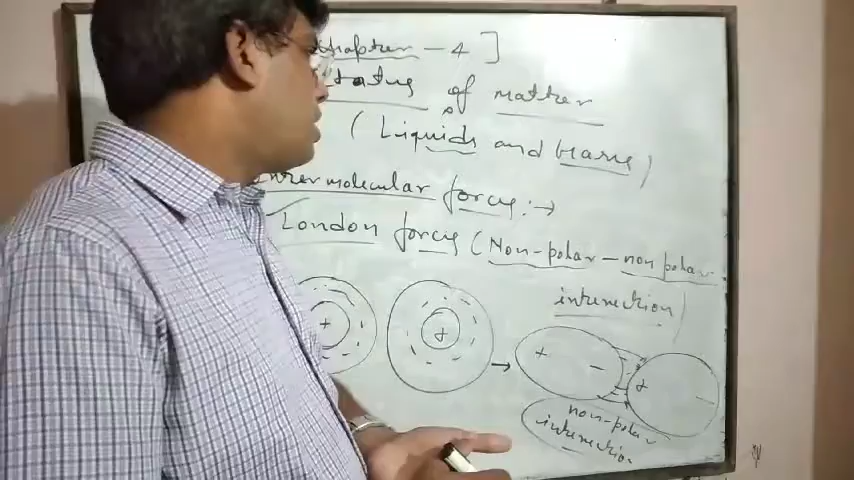 Chapter - 4 ]
States of matter
( Liquids and Gases )
Intermolecular forces :→
London forces ( Non-polar - non polar
interaction )
+ + → + - + -
non-polar
interaction